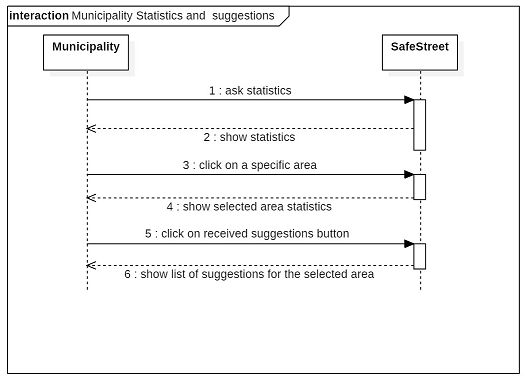 interaction Municipality Statistics and suggestions
Municipality
SafeStreet
1 : ask statistics
2 : show statistics
3 : click on a specific area
4 : show selected area statistics
5 : click on received suggestions button
6 : show list of suggestions for the selected area